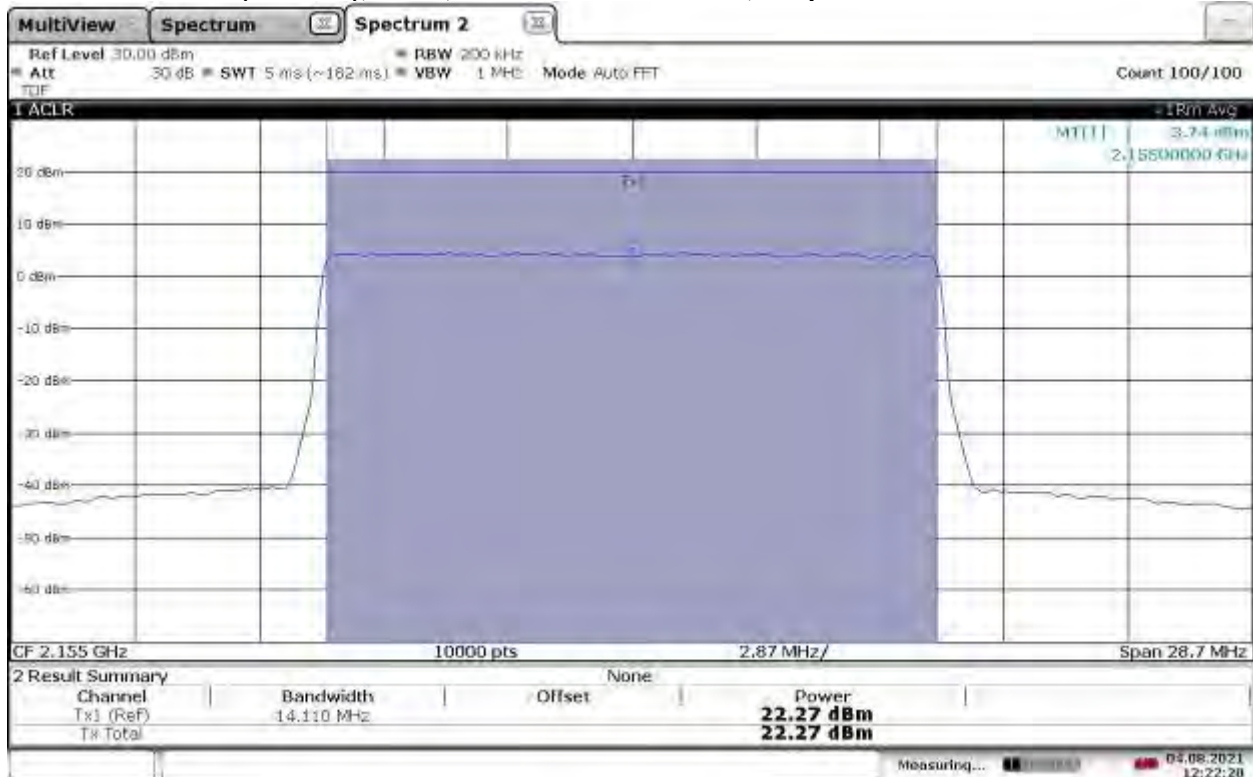 MultiView Spectrum Spectrum 2
Ref Level 30.00 dBm RBW 200 kHz
Att 30 dB SWT 5 ms (~182 ms) VBW 1 MHz Mode Auto FFT Count 100/100
TDF
1 ACLR 1Rm Avg
M1[1] 3.74 dBm
2.15500000 GHz
20 dBm
Tx1
10 dBm
0 dBm
-10 dBm
-20 dBm
-30 dBm
-40 dBm
-50 dBm
-60 dBm
CF 2.155 GHz 10000 pts 2.87 MHz/ Span 28.7 MHz
2 Result Summary None
Channel Bandwidth Offset Power
Tx1 (Ref) 14.110 MHz 22.27 dBm
Tx Total 22.27 dBm
Measuring... 04.08.2021
12:22:28